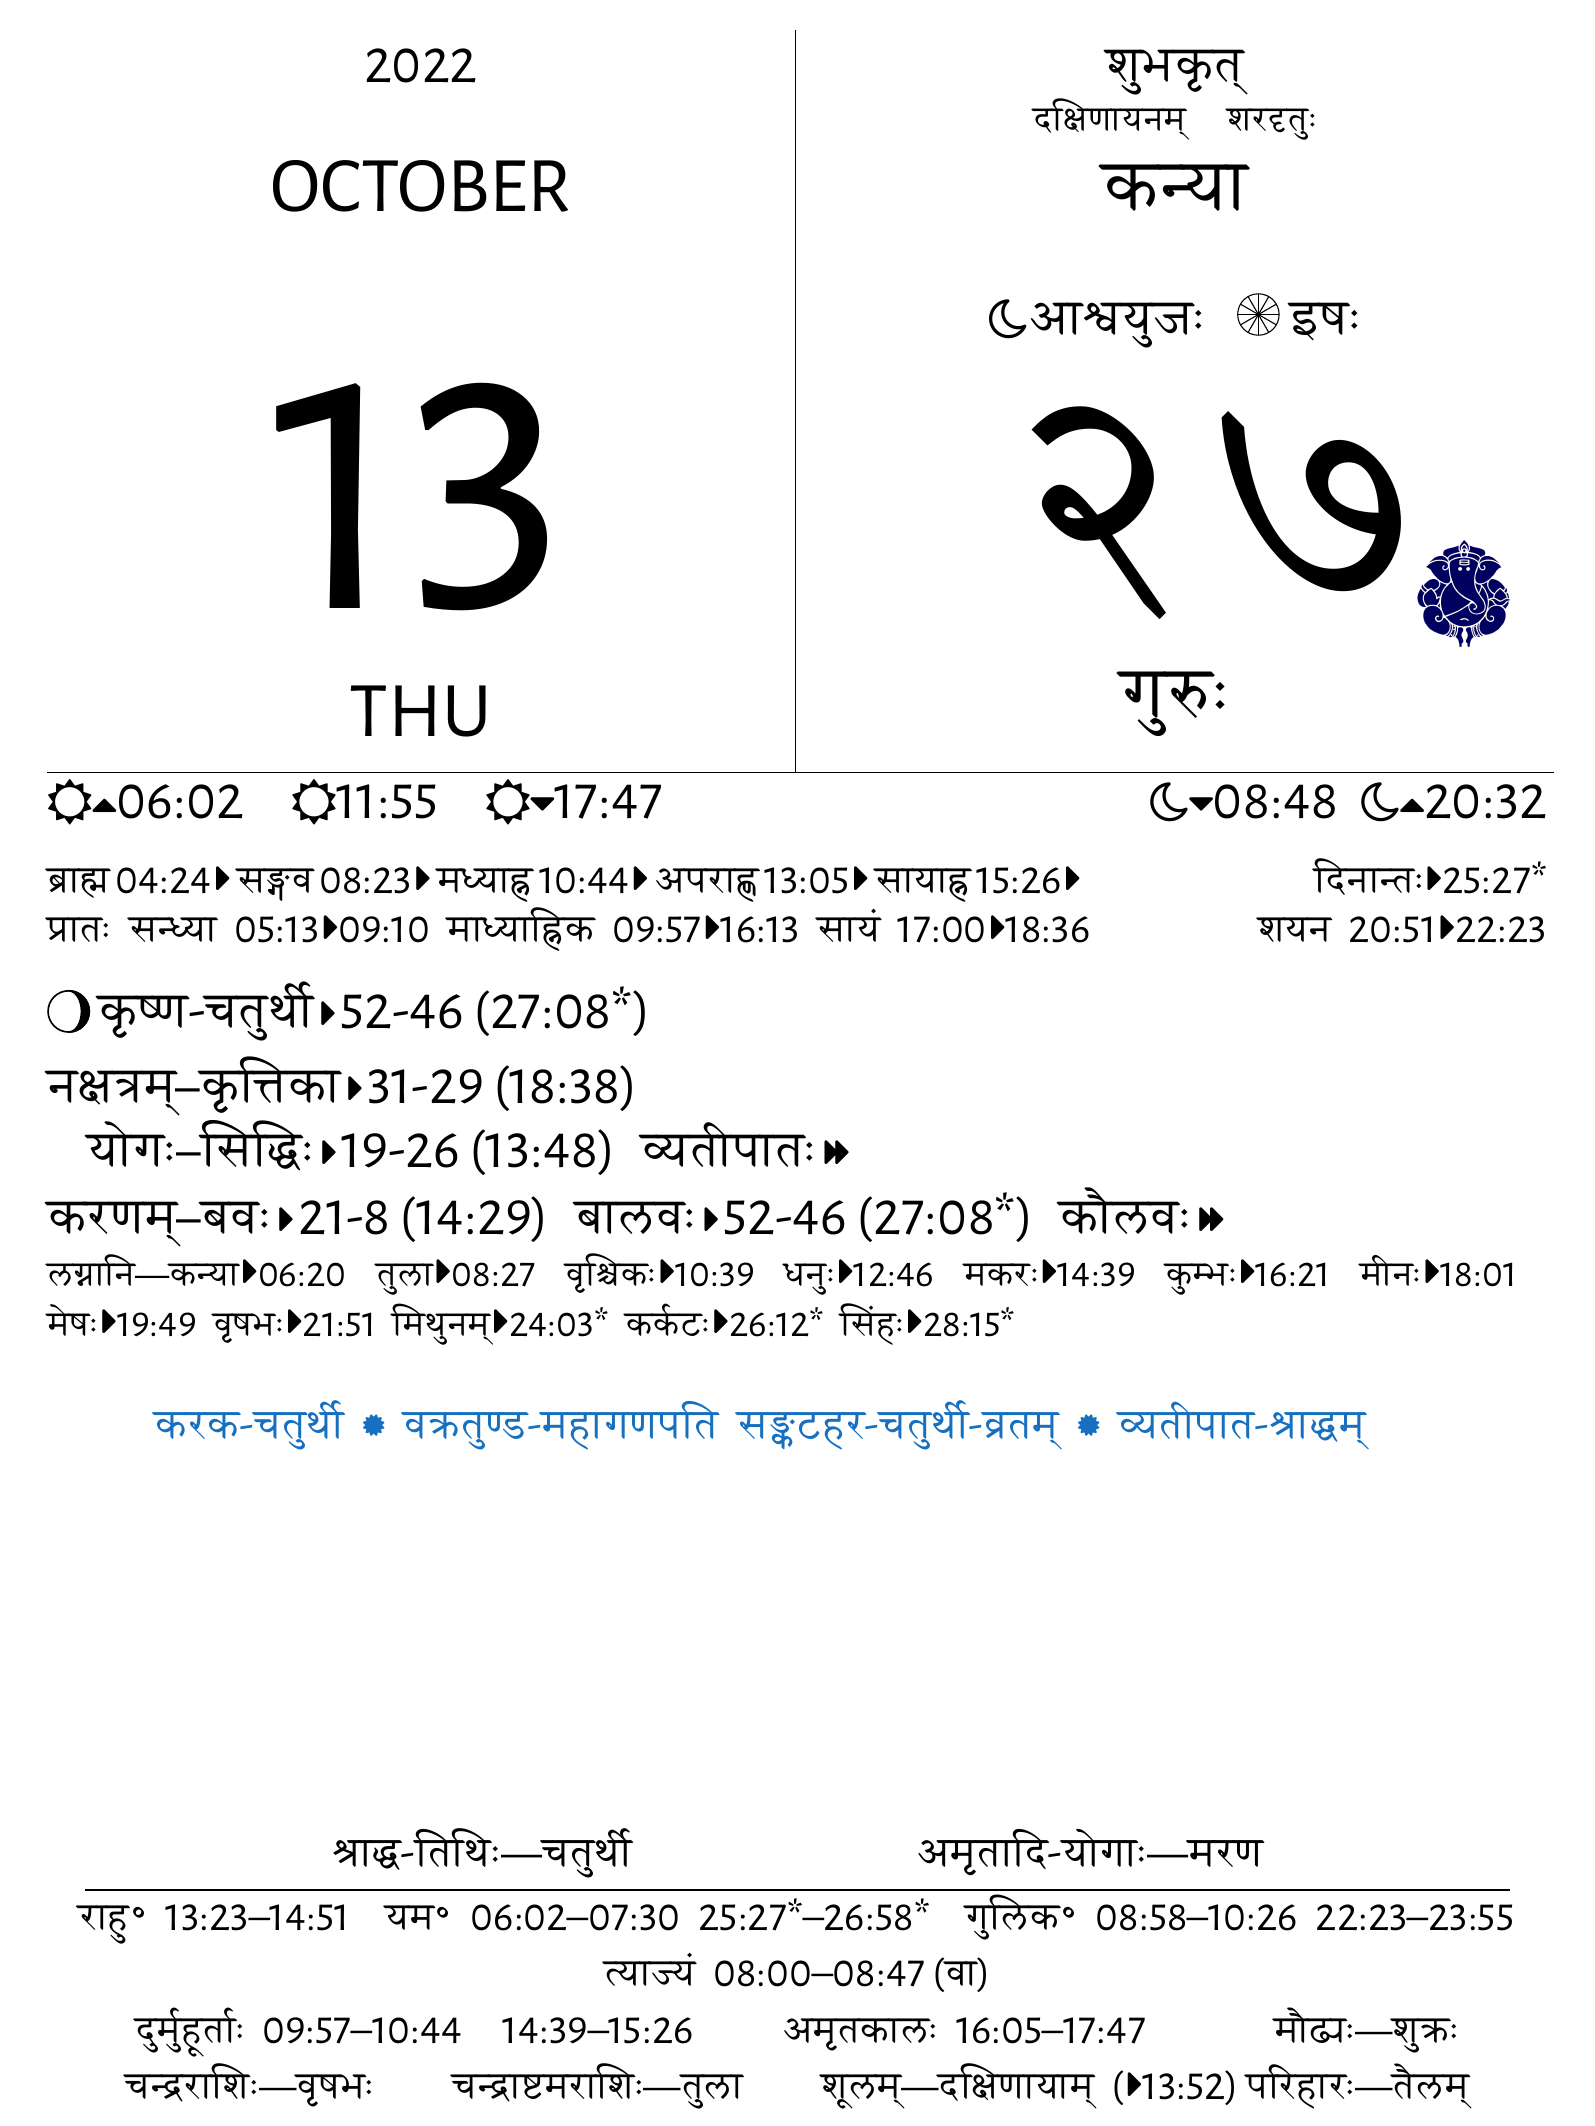 2022
OCTOBER
13
THU
शुभकृत्
दक्षिणायनम् शरदृतुः
कन्या
आश्वयुजः इषः
२७
गुरुः
06:02 11:55 17:47 08:48 20:32
ब्राह्म 04:24 सङ्गव 08:23 मध्याह्न 10:44 अपराह्ण 13:05 सायाह्न 15:26 दिनान्तः 25:27*
प्रातः सन्ध्या 05:13 09:10 माध्याह्निक 09:57 16:13 सायं 17:00 18:36 शयन 20:51 22:23
कृष्ण-चतुर्थी 52-46 (27:08*)
नक्षत्रम्–कृत्तिका 31-29 (18:38)
योगः–सिद्धिः 19-26 (13:48) व्यतीपातः
करणम्–बवः 21-8 (14:29) बालवः 52-46 (27:08*) कौलवः
लग्नानि—कन्या 06:20 तुला 08:27 वृश्चिकः 10:39 धनुः 12:46 मकरः 14:39 कुम्भः 16:21 मीनः 18:01
मेषः 19:49 वृषभः 21:51 मिथुनम् 24:03* कर्कटः 26:12* सिंहः 28:15*
करक-चतुर्थी वक्रतुण्ड-महागणपति सङ्कटहर-चतुर्थी-व्रतम् व्यतीपात-श्राद्धम्
श्राद्ध-तिथिः—चतुर्थी अमृतादि-योगाः—मरण
राहु॰ 13:23–14:51 यम॰ 06:02–07:30 25:27*–26:58* गुलिक॰ 08:58–10:26 22:23–23:55
त्याज्यं 08:00–08:47 (वा)
दुर्मुहूर्ताः 09:57–10:44 14:39–15:26 अमृतकालः 16:05–17:47 मौढ्यः—शुक्रः
चन्द्रराशिः—वृषभः चन्द्राष्टमराशिः—तुला शूलम्—दक्षिणायाम् (13:52) परिहारः—तैलम्